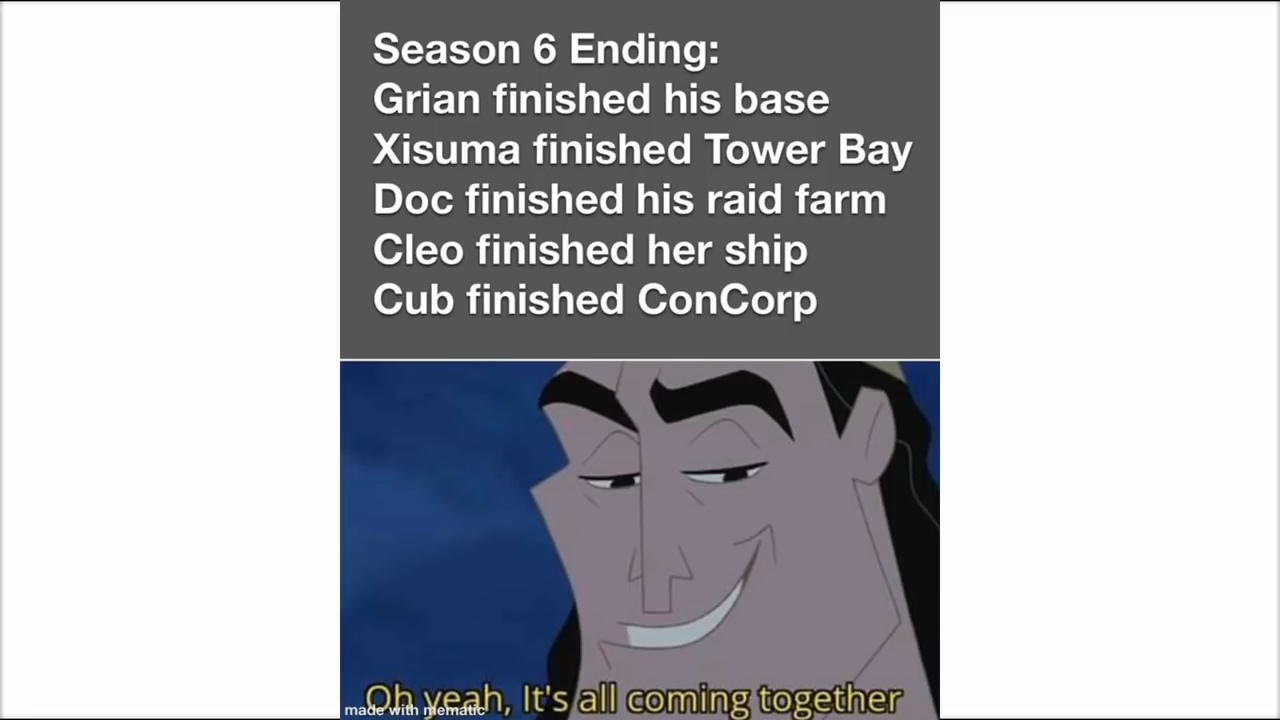 Season 6 Ending:
Grian finished his base
Xisuma finished Tower Bay
Doc finished his raid farm
Cleo finished her ship
Cub finished ConCorp
Oh yeah, It's all coming together
made with mematic